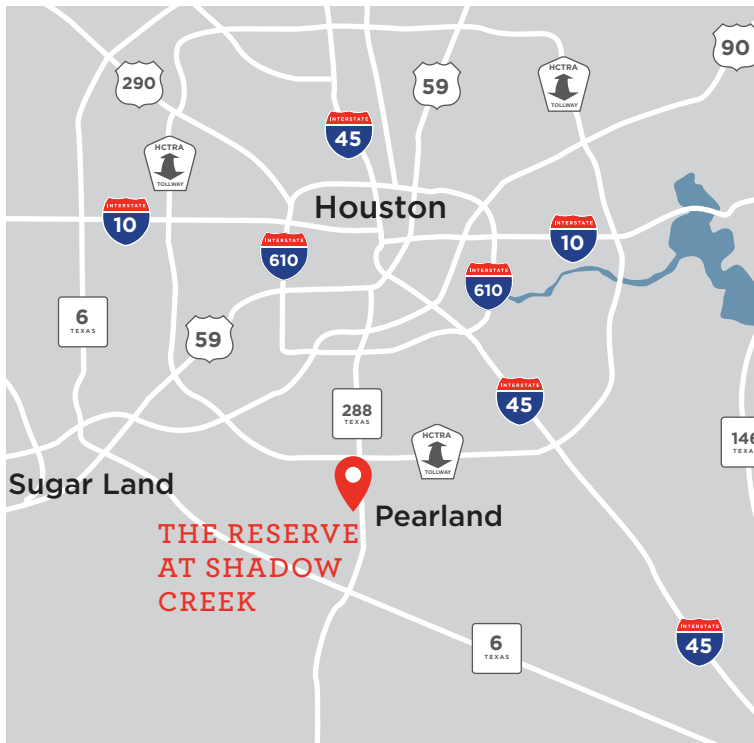 90
HCTRA
TOLLWAY
290
59
INTERSTATE
45
HCTRA
TOLLWAY
INTERSTATE
10
Houston
INTERSTATE
10
INTERSTATE
610
INTERSTATE
610
6
TEXAS
59
INTERSTATE
45
288
TEXAS
HCTRA
TOLLWAY
146
TEXA
Sugar Land
Pearland
THE RESERVE
AT SHADOW
CREEK
6
TEXAS
INTERSTATE
45